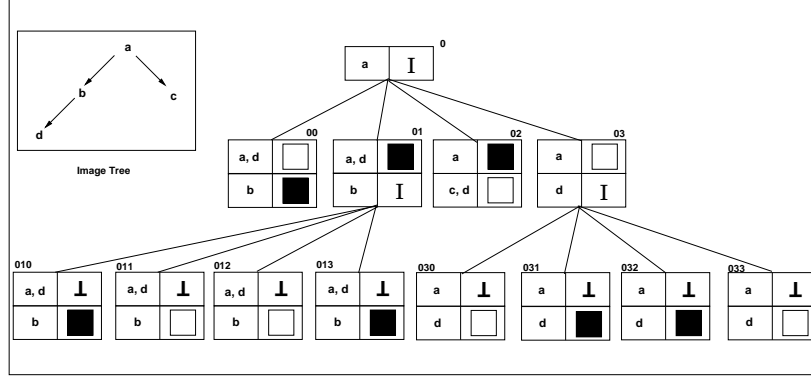 a
b
c
d
Image Tree
0
a I
00
a, d
b
01
a, d
b I
02
a
c, d
03
a
d I
010
a, d ⊥
b
011
a, d ⊥
b
012
a, d ⊥
b
013
a, d ⊥
b
030
a ⊥
d
031
a ⊥
d
032
a ⊥
d
033
a ⊥
d